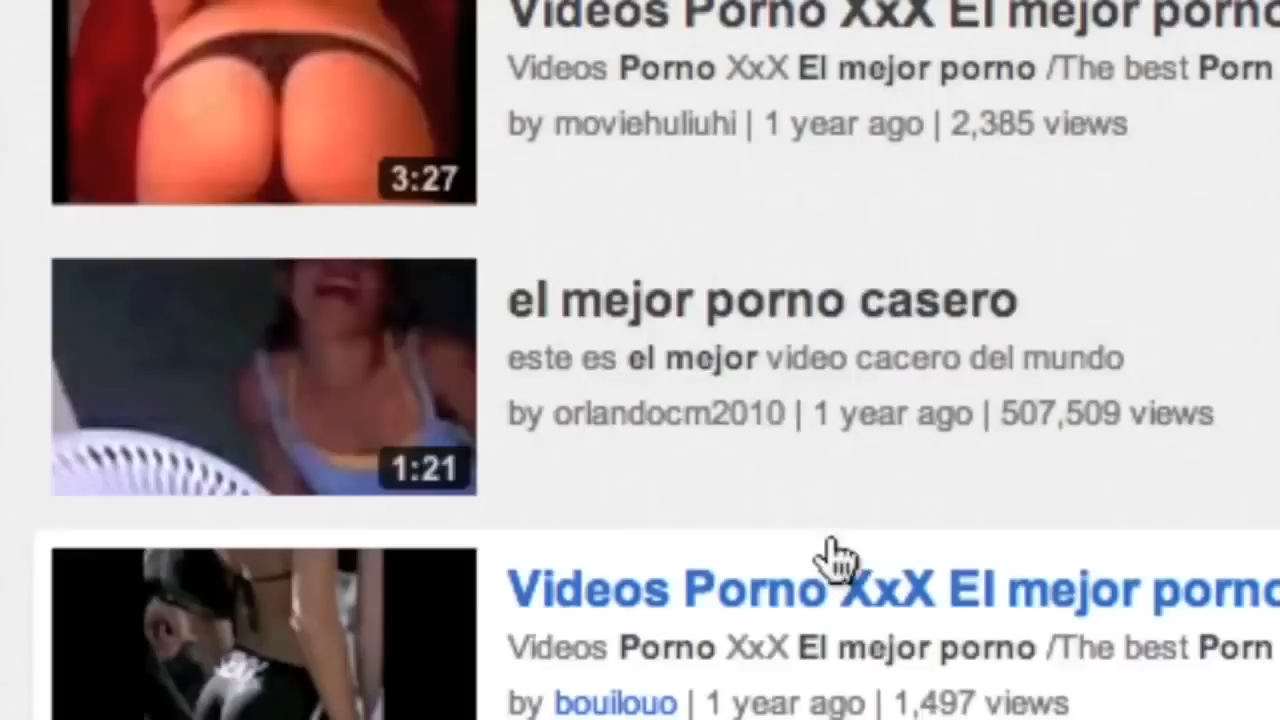 Videos Porno XxX El mejor porno
Videos Porno XxX El mejor porno /The best Porn
by moviehuliuhi | 1 year ago | 2,385 views
3:27
el mejor porno casero
este es el mejor video cacero del mundo
by orlandocm2010 | 1 year ago | 507,509 views
1:21
Videos Porno XxX El mejor porno
Videos Porno XxX El mejor porno /The best Porn
by bouilouo | 1 year ago | 1,497 views